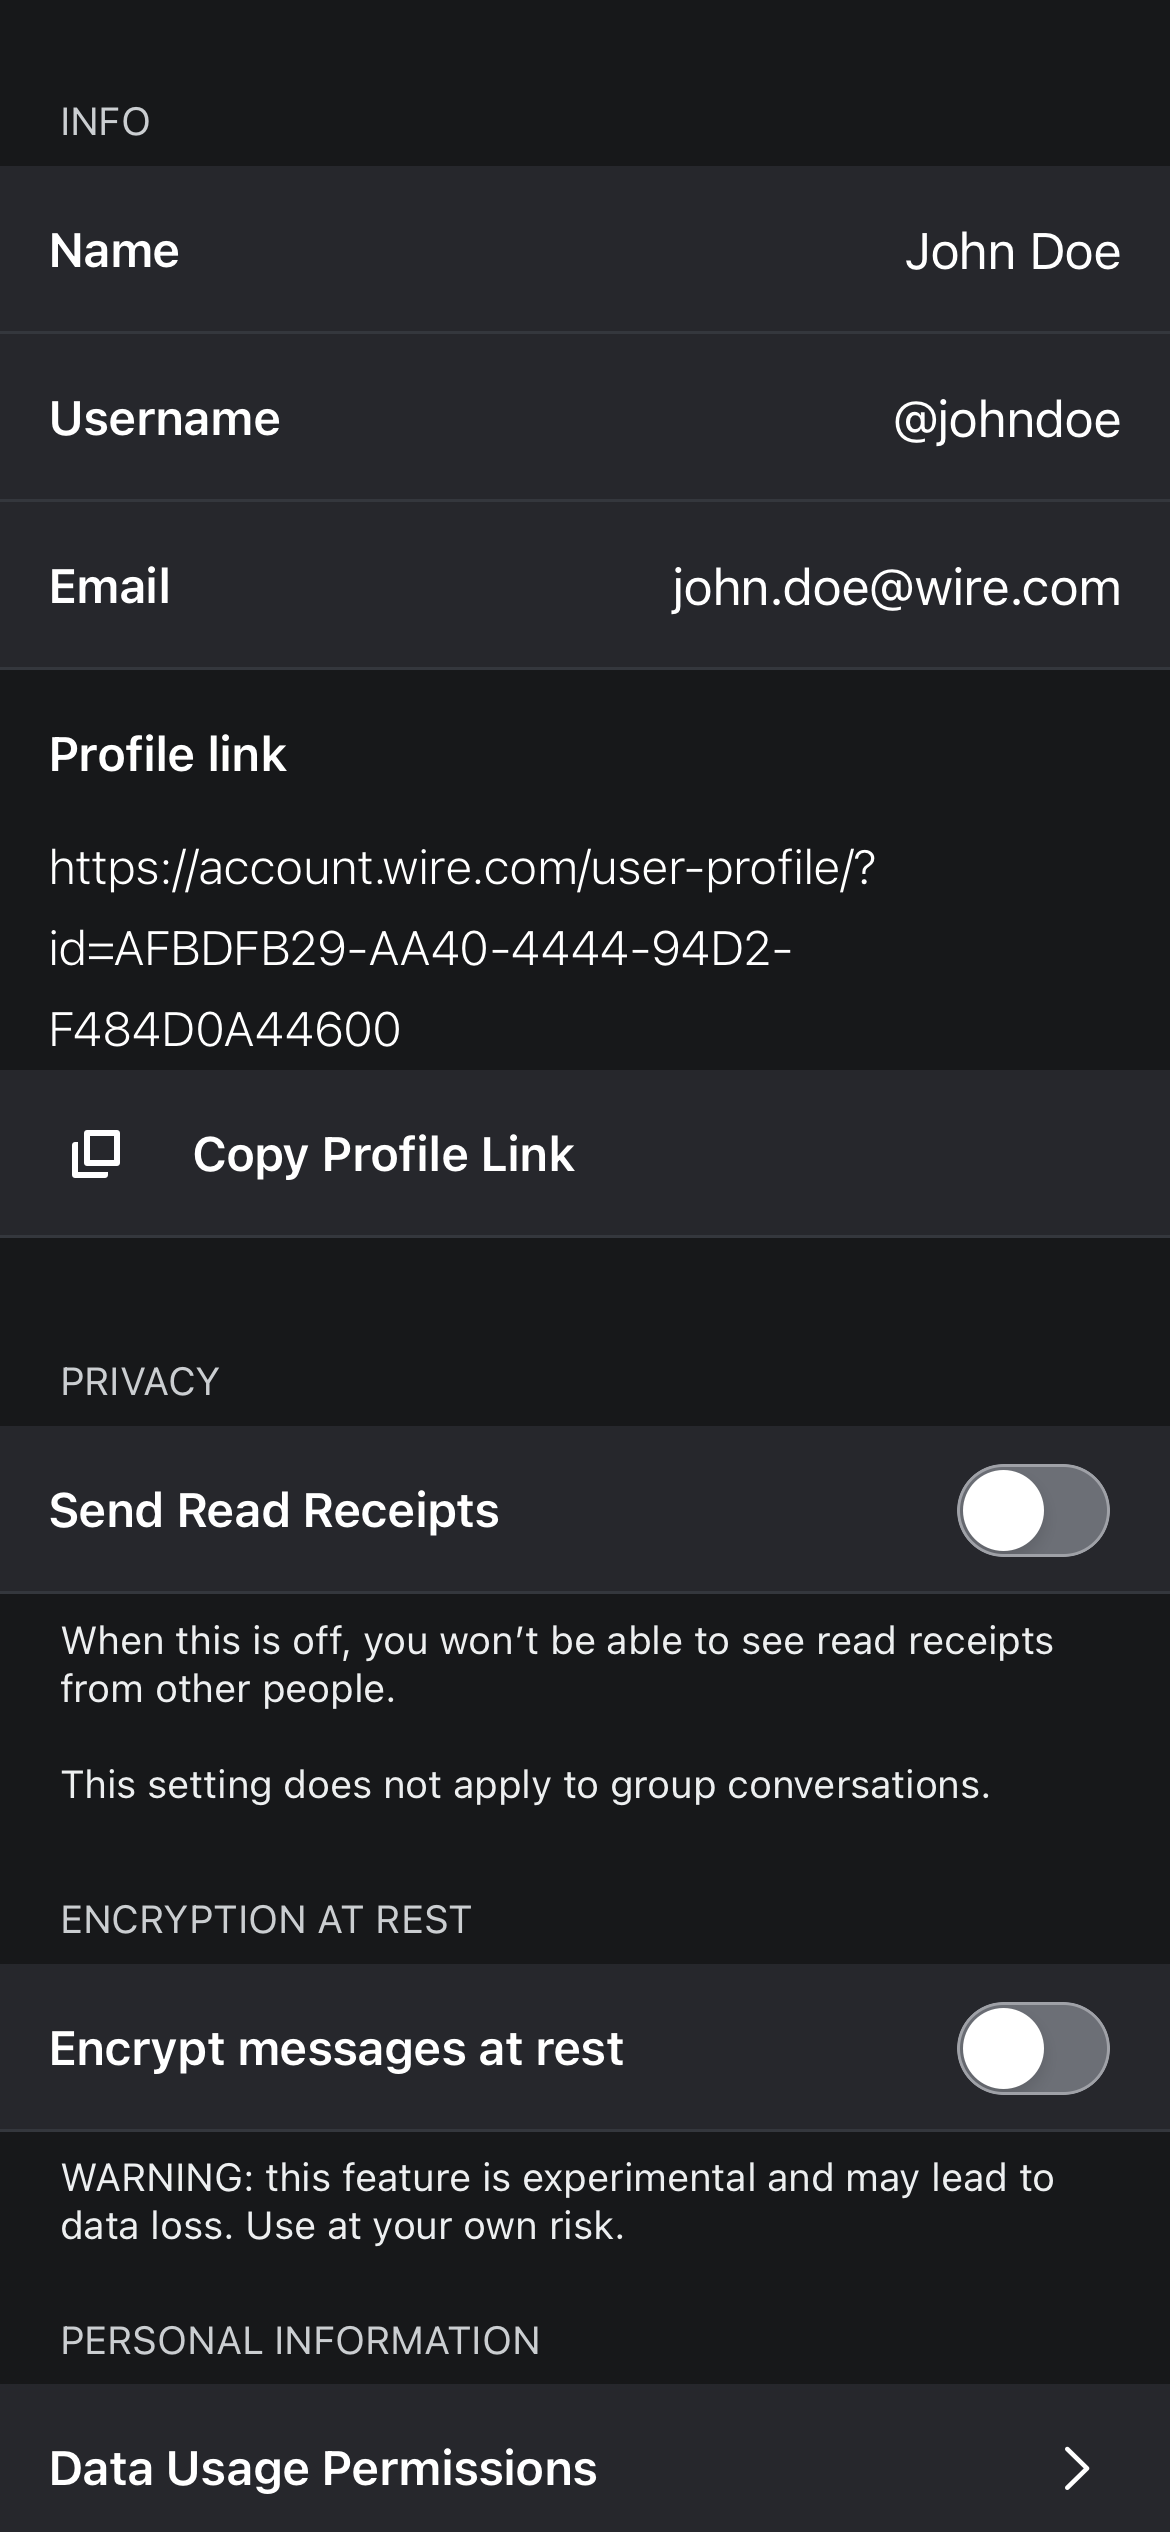 INFO
Name John Doe
Username @johndoe
Email john.doe@wire.com
Profile link
https://account.wire.com/user-profile/?
id=AFBDFB29-AA40-4444-94D2-
F484D0A44600
Copy Profile Link
PRIVACY
Send Read Receipts
When this is off, you won’t be able to see read receipts
from other people.
This setting does not apply to group conversations.
ENCRYPTION AT REST
Encrypt messages at rest
WARNING: this feature is experimental and may lead to
data loss. Use at your own risk.
PERSONAL INFORMATION
Data Usage Permissions